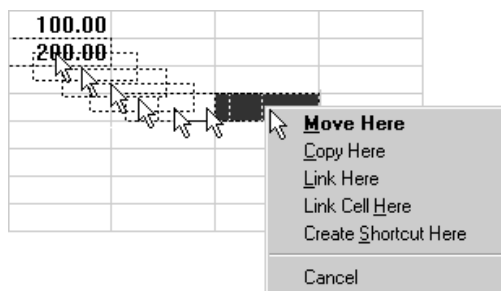 100.00
200.00
Move Here
Copy Here
Link Here
Link Cell Here
Create Shortcut Here
Cancel